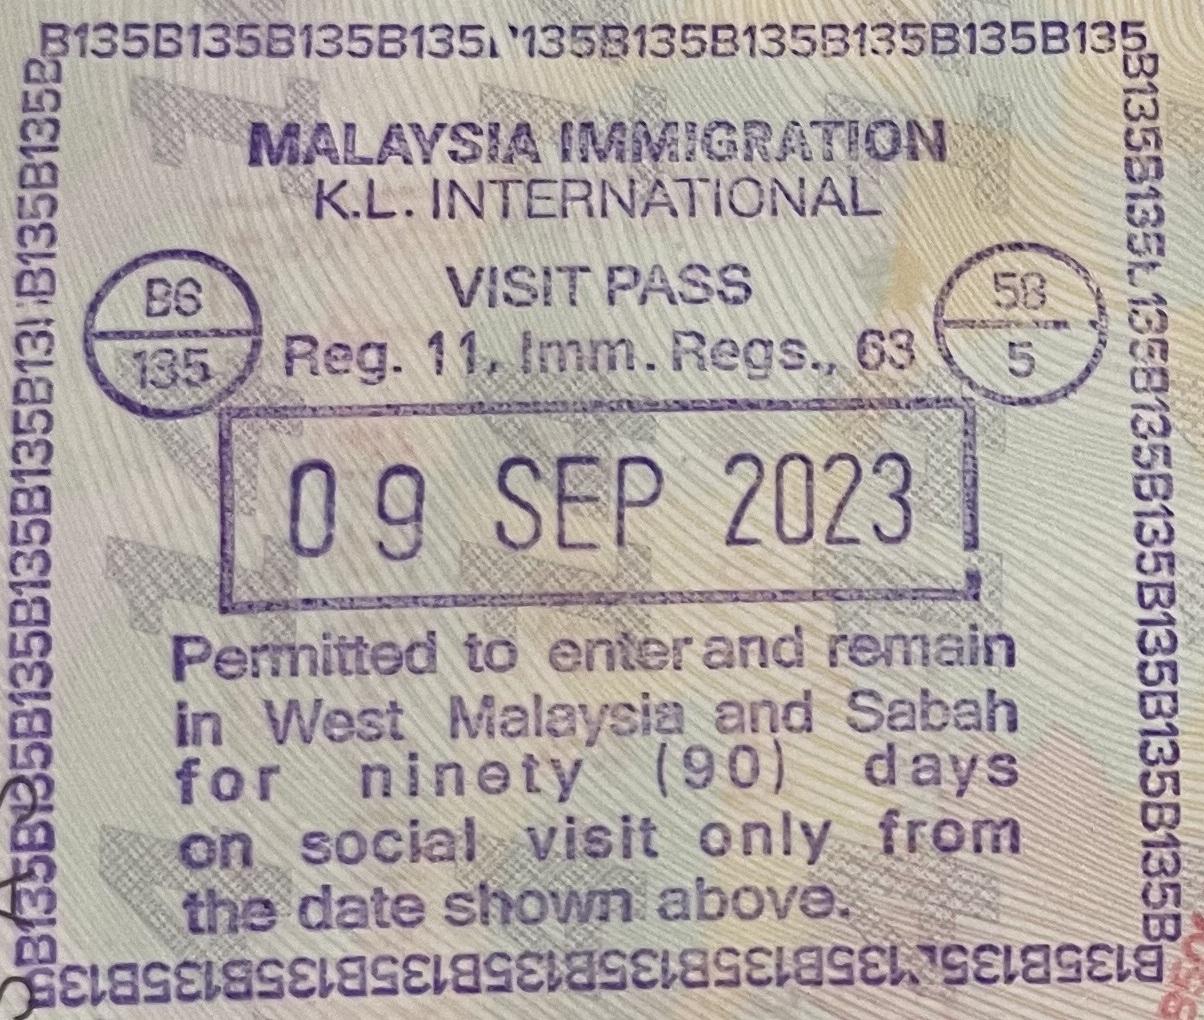 B135B135B135B135 135B135B135B135B135B135
MALAYSIA IMMIGRATION
K.L. INTERNATIONAL
B6
135
VISIT PASS
Reg. 11, Imm. Regs., 63
58
5
09 SEP 2023
Permitted to enter and remain
in West Malaysia and Sabah
for ninety (90) days
on social visit only from
the date shown above.